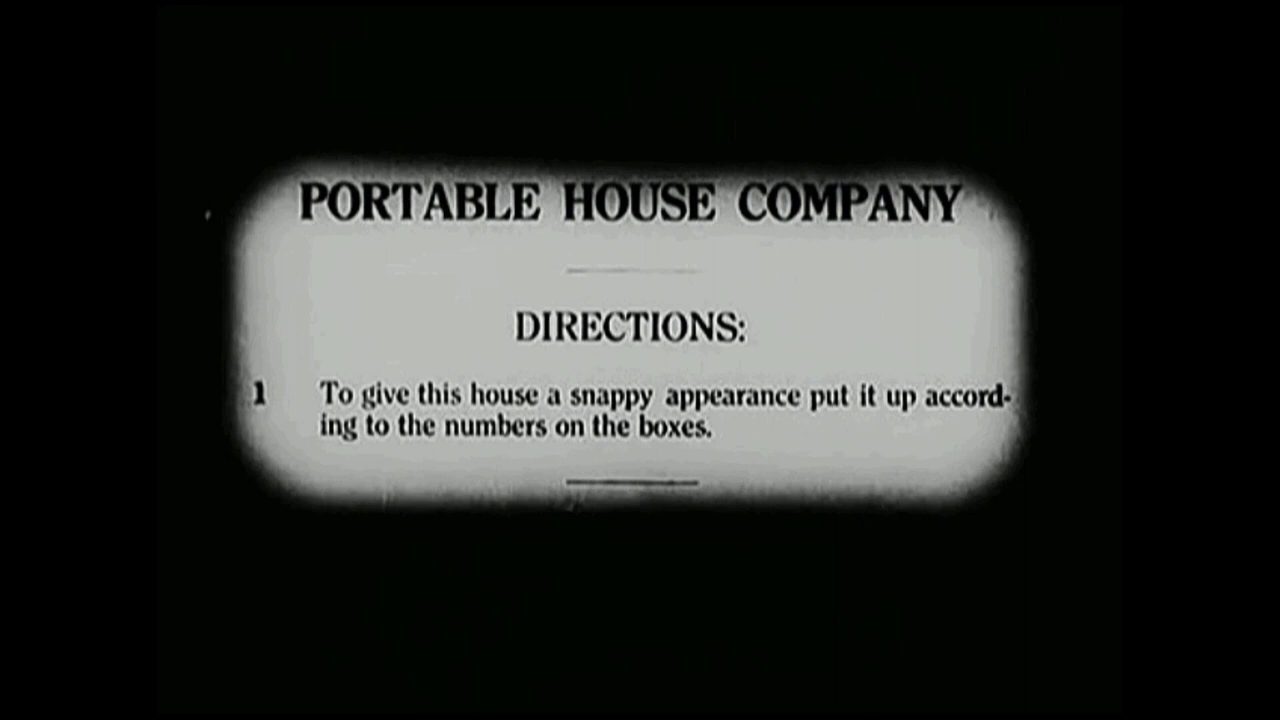 PORTABLE HOUSE COMPANY
DIRECTIONS:
1 To give this house a snappy appearance put it up accord-
ing to the numbers on the boxes.